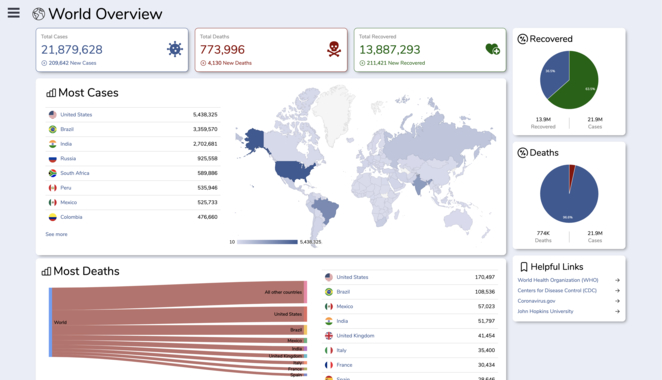 World Overview
Total Cases
21,879,628
209,642 New Cases
Total Deaths
773,996
4,130 New Deaths
Total Recovered
13,887,293
211,421 New Recovered
Most Cases
United States 5,438,325
Brazil 3,359,570
India 2,702,681
Russia 925,558
South Africa 589,886
Peru 535,946
Mexico 525,733
Colombia 476,660
See more
10 5,438,325
Most Deaths
World
All other countries
United States
Brazil
Mexico
India
United Kingdom
Italy
France
Spain
United States 170,497
Brazil 108,536
Mexico 57,023
India 51,797
United Kingdom 41,454
Italy 35,400
France 30,434
Spain 28,646
Recovered
13.9M 21.9M
Recovered Cases
Deaths
774K 21.9M
Deaths Cases
Helpful Links
World Health Organization (WHO)
Centers for Disease Control (CDC)
Coronavirus.gov
John Hopkins University